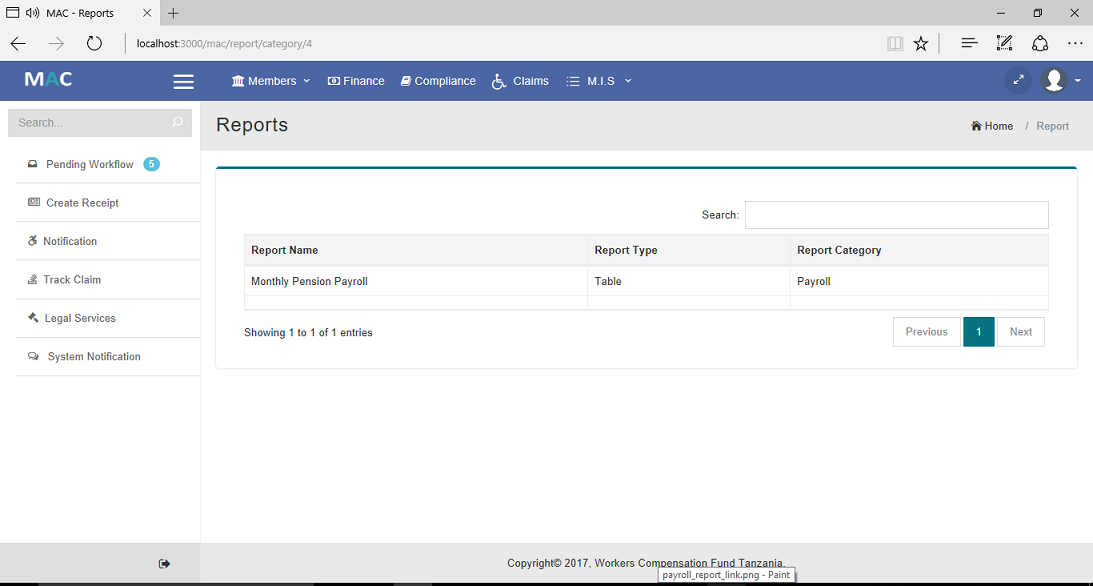 MAC - Reports
localhost:3000/mac/report/category/4
MAC
Members
Finance
Compliance
Claims
M.I.S
Search...
Reports
Home / Report
Pending Workflow 5
Create Receipt
Notification
Track Claim
Legal Services
System Notification
Search:
Report Name Report Type Report Category
Monthly Pension Payroll Table Payroll
Showing 1 to 1 of 1 entries
Previous 1 Next
Copyright© 2017, Workers Compensation Fund Tanzania.
payroll_report_link.png - Paint